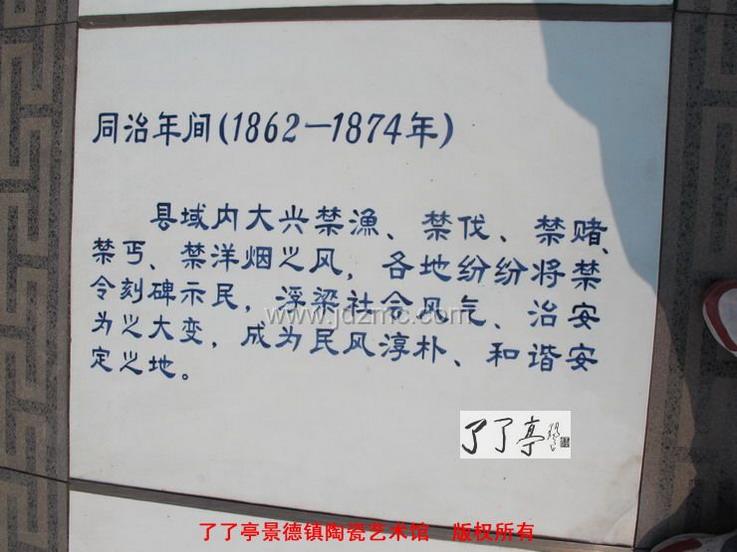 同治年间(1862—1874年)
县域内大兴禁渔、禁伐、禁赌、
禁丐、禁洋烟之风，各地纷纷将禁
令刻碑示民，浮梁社会风气、治安
为之大变，成为民风淳朴、和谐安
定之地。
www.jdzmc.com
了了亭
了了亭景德镇陶瓷艺术馆 版权所有